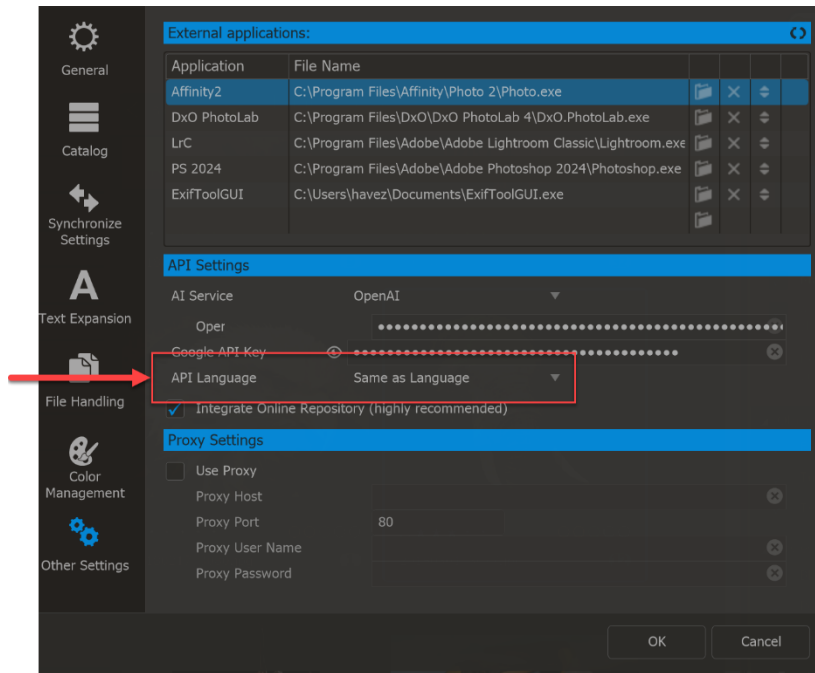 External applications:
General
Application File Name
Affinity2 C:\Program Files\Affinity\Photo 2\Photo.exe
DxO PhotoLab C:\Program Files\DxO\DxO PhotoLab 4\DxO.PhotoLab.exe
Catalog
LrC C:\Program Files\Adobe\Adobe Lightroom Classic\Lightroom.exe
PS 2024 C:\Program Files\Adobe\Adobe Photoshop 2024\Photoshop.exe
ExifToolGUI C:\Users\havez\Documents\ExifToolGUI.exe
Synchronize
Settings
API Settings
AI Service OpenAI
Text Expansion
Oper
Google API Key
API Language Same as Language
File Handling
Integrate Online Repository (highly recommended)
Proxy Settings
Use Proxy
Color
Management
Proxy Host
Proxy Port 80
Proxy User Name
Other Settings
Proxy Password
OK Cancel